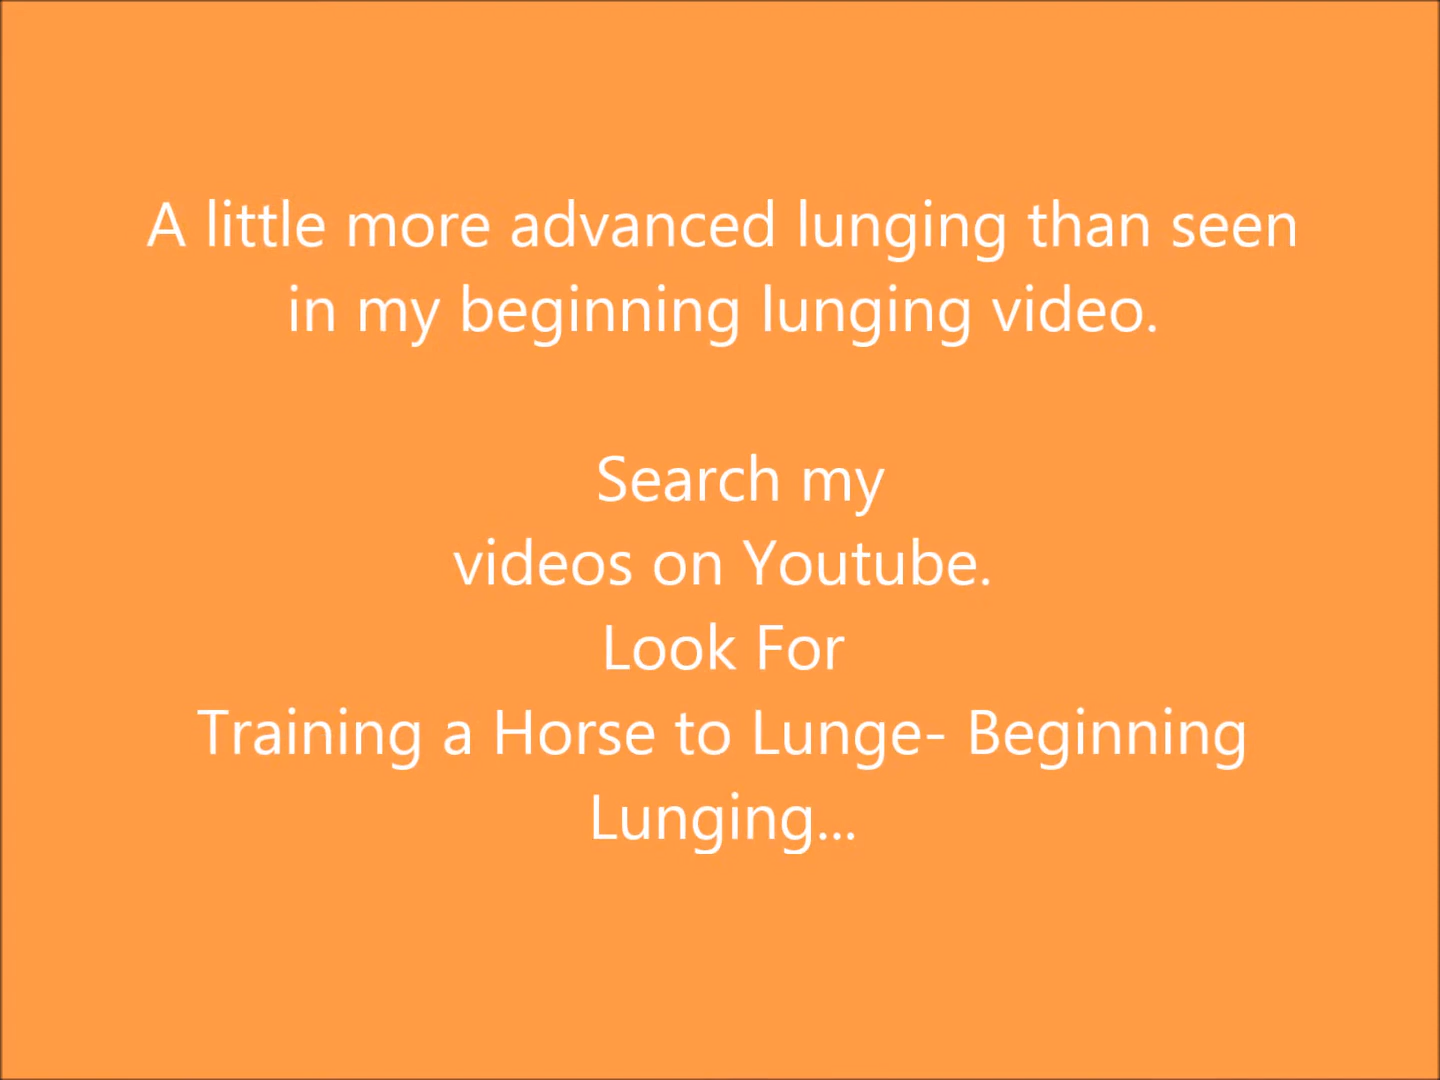 A little more advanced lunging than seen
in my beginning lunging video.
Search my
videos on Youtube.
Look For
Training a Horse to Lunge- Beginning
Lunging...